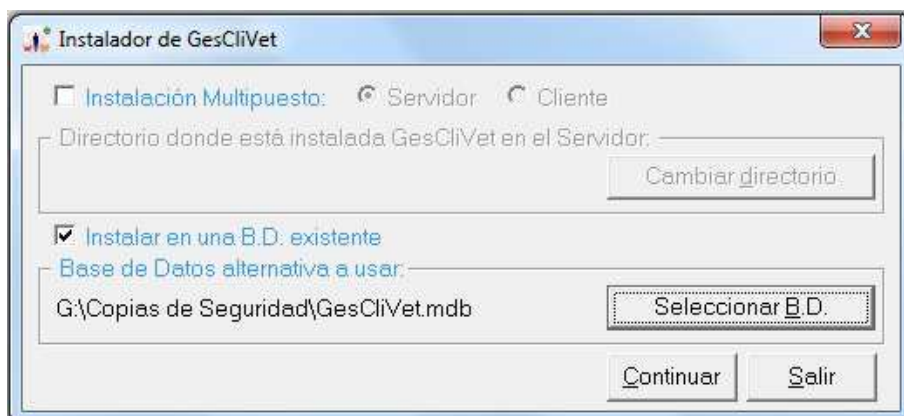 Instalador de GesCliVet
Instalación Multipuesto: Servidor Cliente
Directorio donde está instalada GesCliVet en el Servidor:
Cambiar directorio
Instalar en una B.D. existente
Base de Datos alternativa a usar:
G:\Copias de Seguridad\GesCliVet.mdb Seleccionar B.D.
Continuar Salir